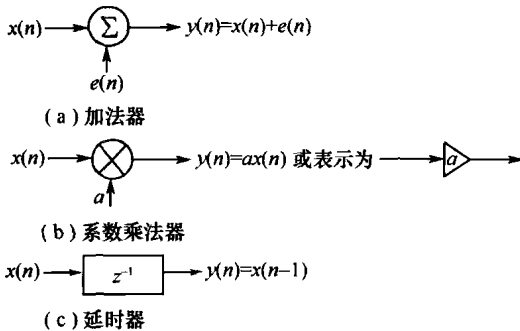 x(n) Σ y(n)=x(n)+e(n)
e(n)
(a)加法器
x(n) y(n)=ax(n) 或表示为 a
a
(b)系数乘法器
x(n) z⁻¹ y(n)=x(n−1)
(c)延时器